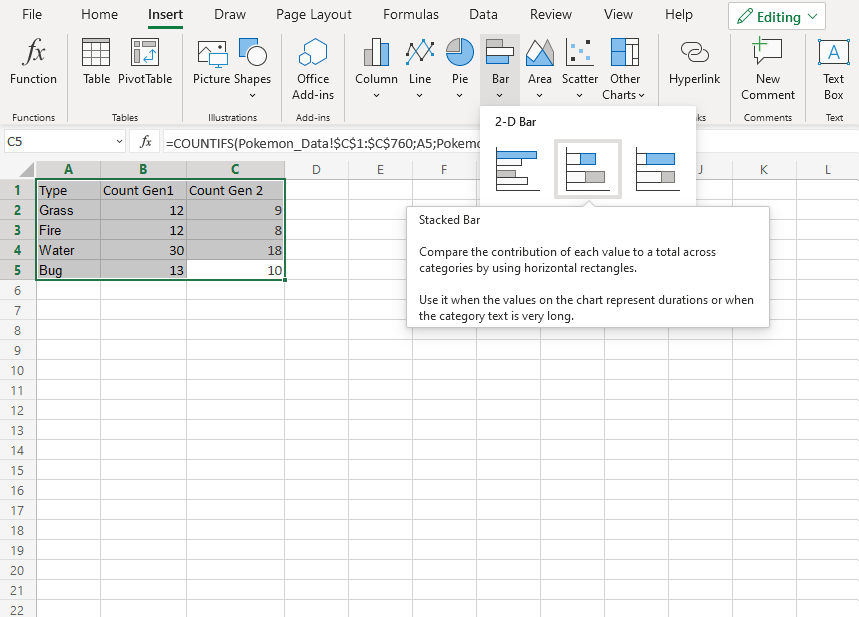 File Home Insert Draw Page Layout Formulas Data Review View Help Editing
Function Table PivotTable Picture Shapes Office Add-ins Column Line Pie Bar Area Scatter Other Charts Hyperlink New Comment Text Box
Functions Tables Illustrations Add-ins ks Comments Text
C5 fx =COUNTIFS(Pokemon_Data!$C$1:$C$760;A5;Pokem
2-D Bar
A B C D E F J K L
1 Type Count Gen1 Count Gen 2
2 Grass 12 9
3 Fire 12 8
4 Water 30 18
5 Bug 13 10
Stacked Bar
Compare the contribution of each value to a total across
categories by using horizontal rectangles.
Use it when the values on the chart represent durations or when
the category text is very long.
6
7
8
9
10
11
12
13
14
15
16
17
18
19
20
21
22